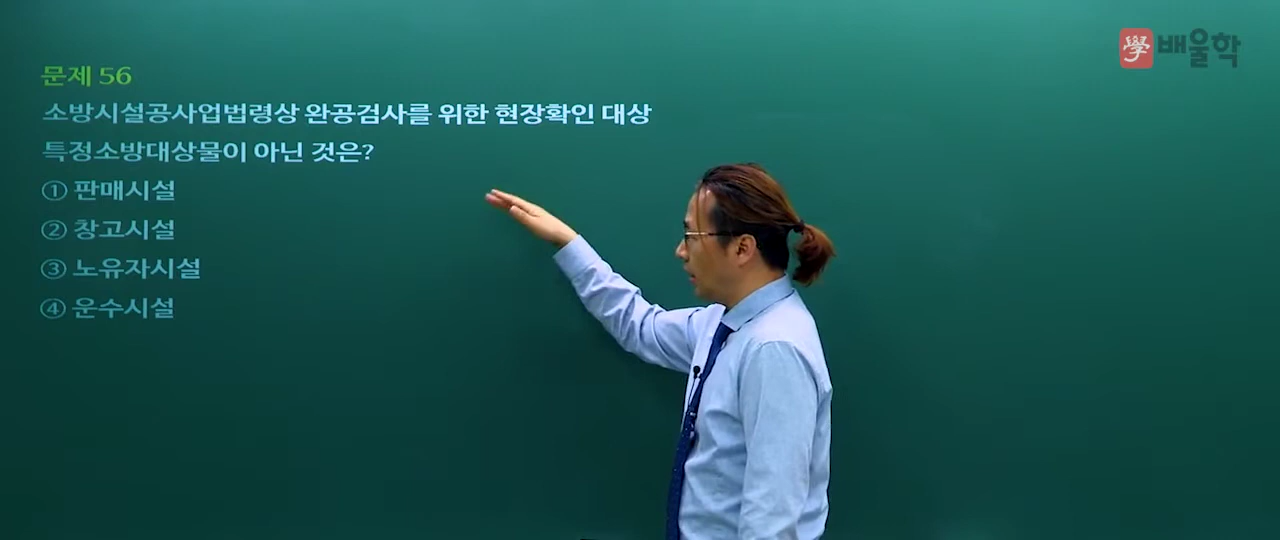 學 배울학
문제 56
소방시설공사업법령상 완공검사를 위한 현장확인 대상
특정소방대상물이 아닌 것은?
① 판매시설
② 창고시설
③ 노유자시설
④ 운수시설